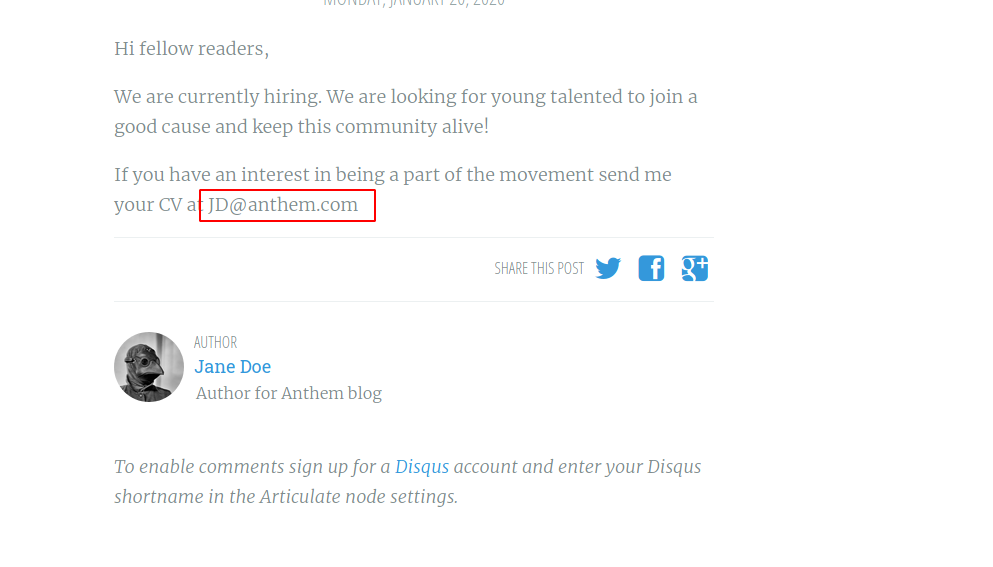 MONDAY, JANUARY 20, 2020
Hi fellow readers,
We are currently hiring. We are looking for young talented to join a
good cause and keep this community alive!
If you have an interest in being a part of the movement send me
your CV at JD@anthem.com
SHARE THIS POST
AUTHOR
Jane Doe
Author for Anthem blog
To enable comments sign up for a Disqus account and enter your Disqus
shortname in the Articulate node settings.